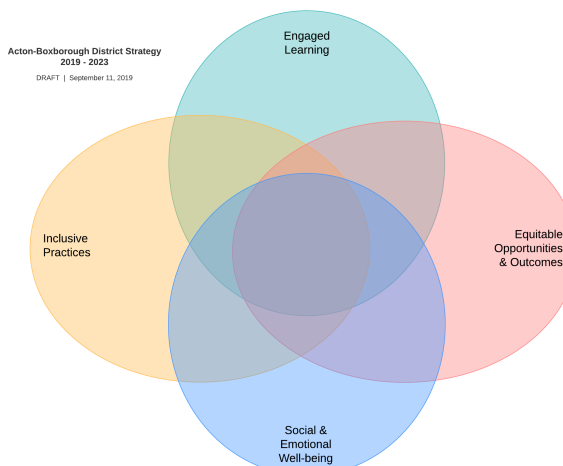 Acton-Boxborough District Strategy
2019 - 2023
DRAFT | September 11, 2019
Engaged
Learning
Inclusive
Practices
Equitable
Opportunities
& Outcomes
Social &
Emotional
Well-being